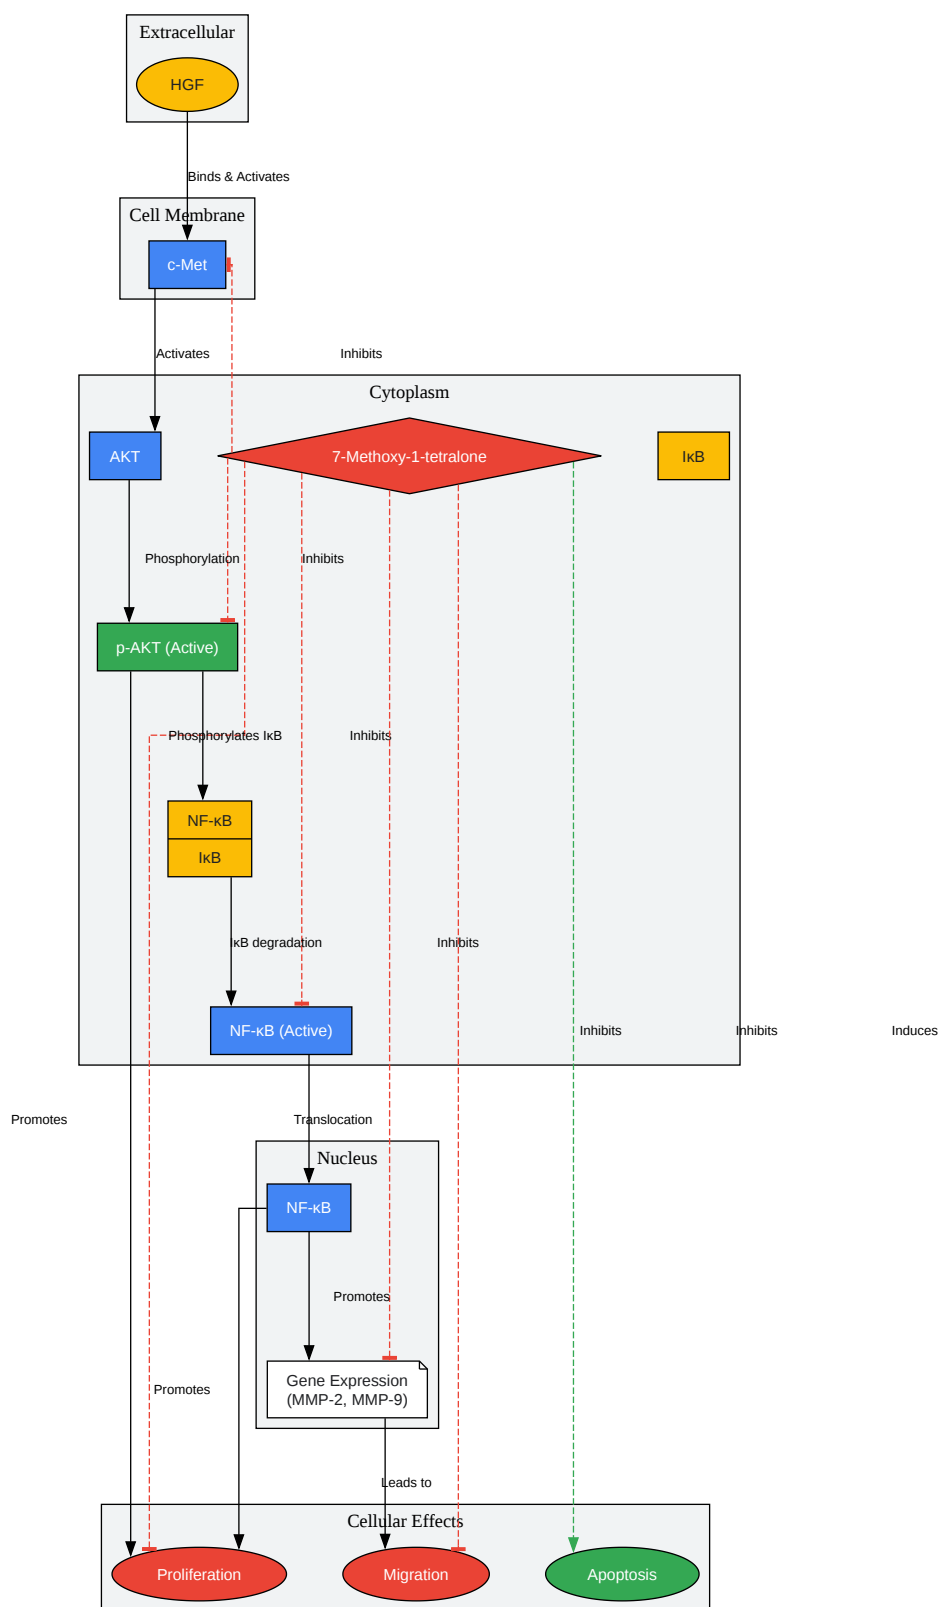 Extracellular
HGF
Binds & Activates
Cell Membrane
c-Met
Activates
Inhibits
Cytoplasm
AKT
7-Methoxy-1-tetralone
IκB
Phosphorylation
Inhibits
p-AKT (Active)
Phosphorylates IκB
Inhibits
NF-κB
IκB
IκB degradation
Inhibits
NF-κB (Active)
Inhibits
Inhibits
Induces
Promotes
Translocation
Nucleus
NF-κB
Promotes
Gene Expression
(MMP-2, MMP-9)
Promotes
Leads to
Cellular Effects
Proliferation
Migration
Apoptosis